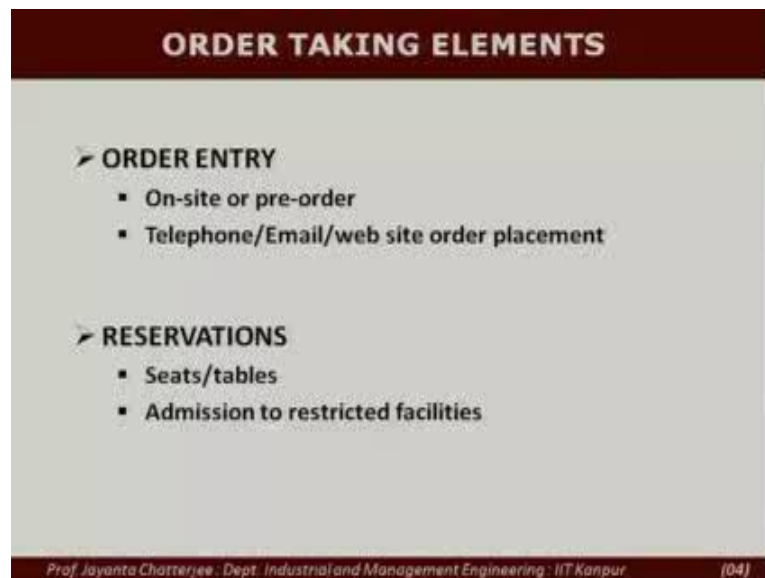 ORDER TAKING ELEMENTS
➢ ORDER ENTRY
▪ On-site or pre-order
▪ Telephone/Email/web site order placement
➢ RESERVATIONS
▪ Seats/tables
▪ Admission to restricted facilities
Prof. Jayanta Chatterjee : Dept. Industrial and Management Engineering : IIT Kanpur (04)